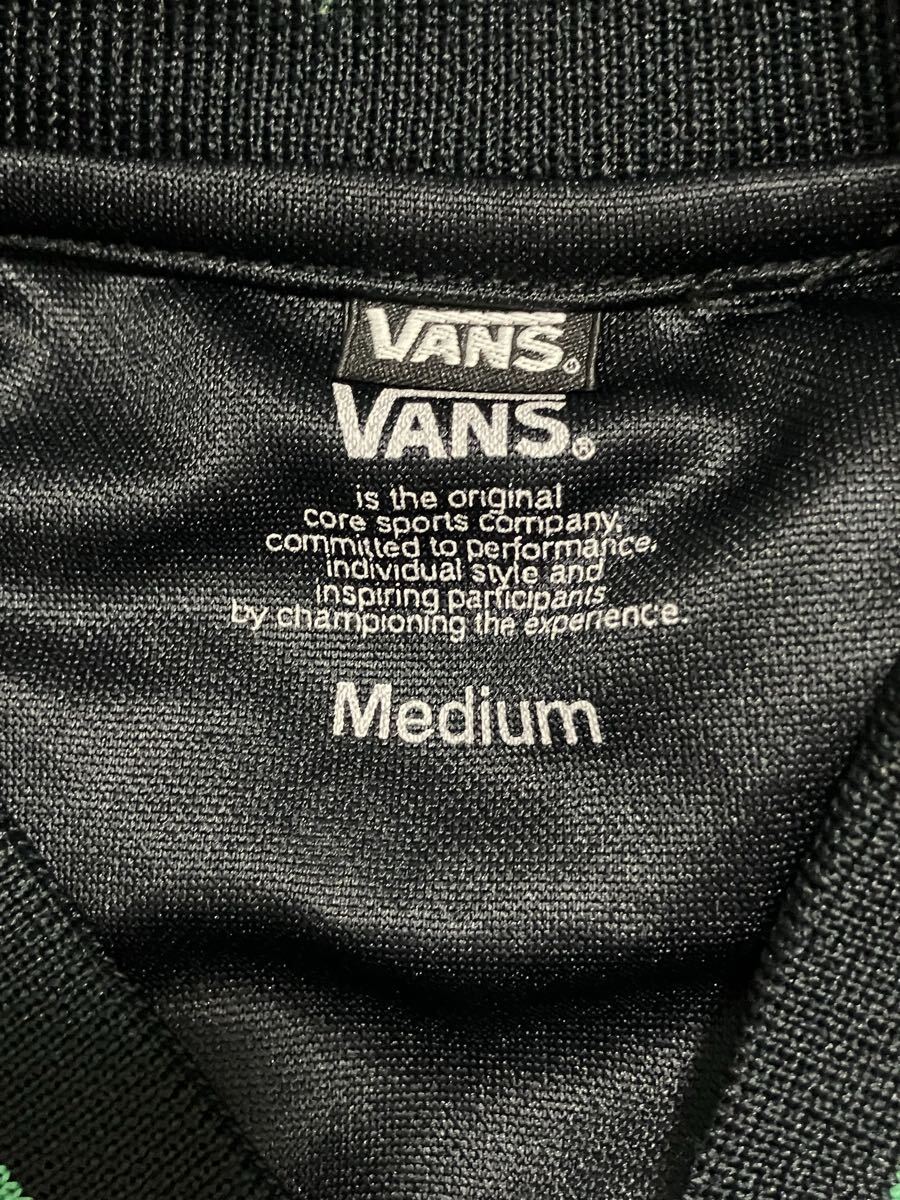 VANS®
VANS®
is the original
core sports company,
committed to performance,
individual style and
inspiring participants
by championing the experience.
Medium